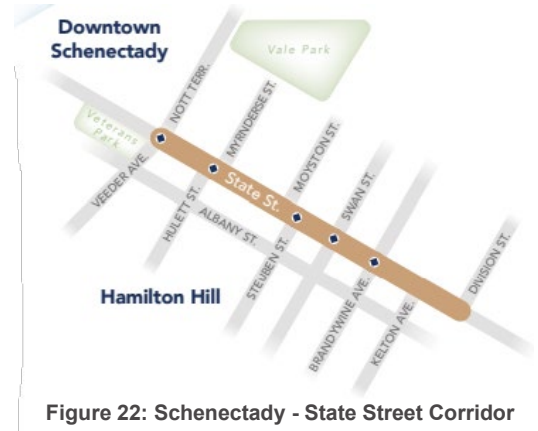 Downtown
Schenectady
Vale Park
NOTT TERR.
MYRNDERSE ST.
Veterans
Park
MOYSTON ST.
VEEDER AVE.
State St.
SWAN ST.
HULETT ST.
ALBANY ST.
STEUBEN ST.
DIVISION ST.
Hamilton Hill
BRANDYWINE AVE.
KELTON AVE.
Figure 22: Schenectady - State Street Corridor